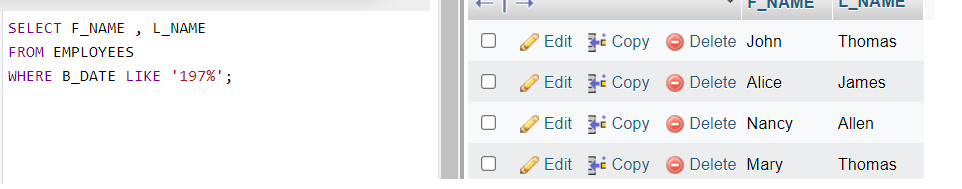 SELECT F_NAME , L_NAME
FROM EMPLOYEES
WHERE B_DATE LIKE '197%';
F_NAME L_NAME
Edit Copy Delete John Thomas
Edit Copy Delete Alice James
Edit Copy Delete Nancy Allen
Edit Copy Delete Mary Thomas